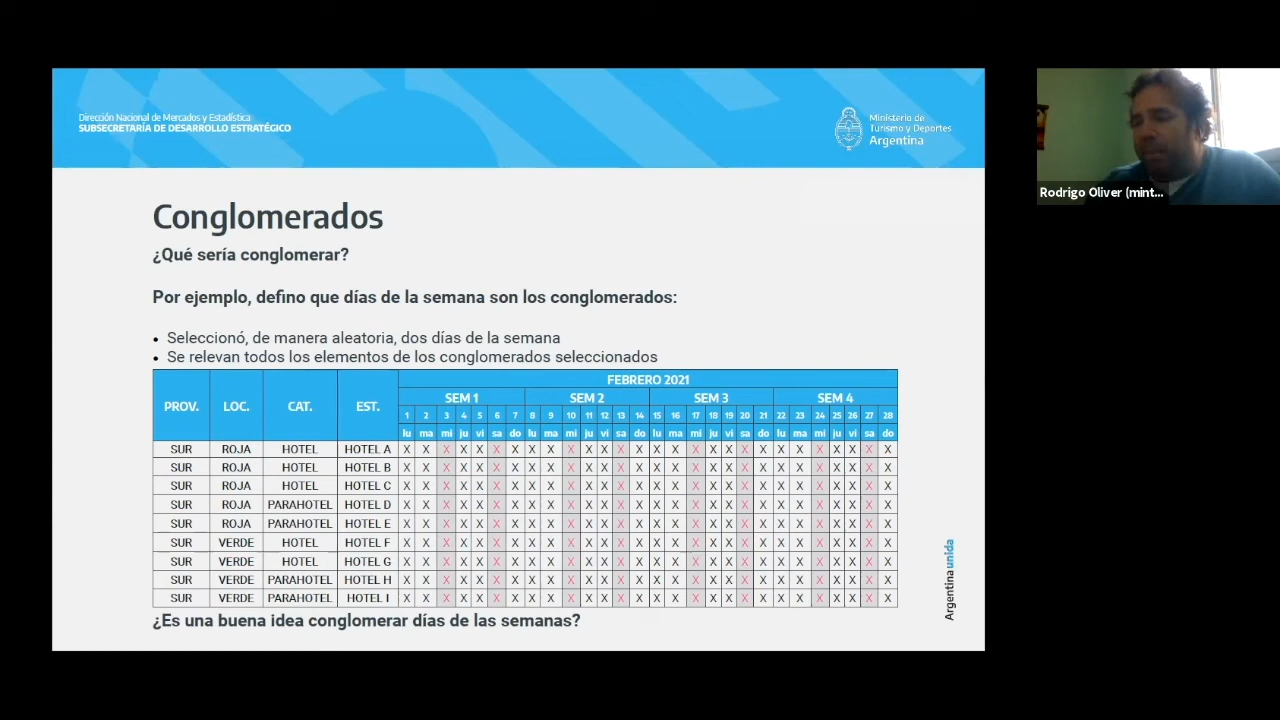 Dirección Nacional de Mercados y Estadística
SUBSECRETARÍA DE DESARROLLO ESTRATÉGICO
Ministerio de
Turismo y Deportes
Argentina
Rodrigo Oliver (mint...
Conglomerados
¿Qué sería conglomerar?
Por ejemplo, defino que días de la semana son los conglomerados:
• Seleccionó, de manera aleatoria, dos días de la semana
• Se relevan todos los elementos de los conglomerados seleccionados
PROV. LOC. CAT. EST. FEBRERO 2021
SEM 1 SEM 2 SEM 3 SEM 4
1 2 3 4 5 6 7 8 9 10 11 12 13 14 15 16 17 18 19 20 21 22 23 24 25 26 27 28
lu ma mi ju vi sa do lu ma mi ju vi sa do lu ma mi ju vi sa do lu ma mi ju vi sa do
SUR ROJA HOTEL HOTEL A X X X X X X X X X X X X X X X X X X X X X X X X X X X X
SUR ROJA HOTEL HOTEL B X X X X X X X X X X X X X X X X X X X X X X X X X X X X
SUR ROJA HOTEL HOTEL C X X X X X X X X X X X X X X X X X X X X X X X X X X X X
SUR ROJA PARAHOTEL HOTEL D X X X X X X X X X X X X X X X X X X X X X X X X X X X X
SUR ROJA PARAHOTEL HOTEL E X X X X X X X X X X X X X X X X X X X X X X X X X X X X
SUR VERDE HOTEL HOTEL F X X X X X X X X X X X X X X X X X X X X X X X X X X X X
SUR VERDE HOTEL HOTEL G X X X X X X X X X X X X X X X X X X X X X X X X X X X X
SUR VERDE PARAHOTEL HOTEL H X X X X X X X X X X X X X X X X X X X X X X X X X X X X
SUR VERDE PARAHOTEL HOTEL I X X X X X X X X X X X X X X X X X X X X X X X X X X X X
¿Es una buena idea conglomerar días de las semanas?
Argentina unida